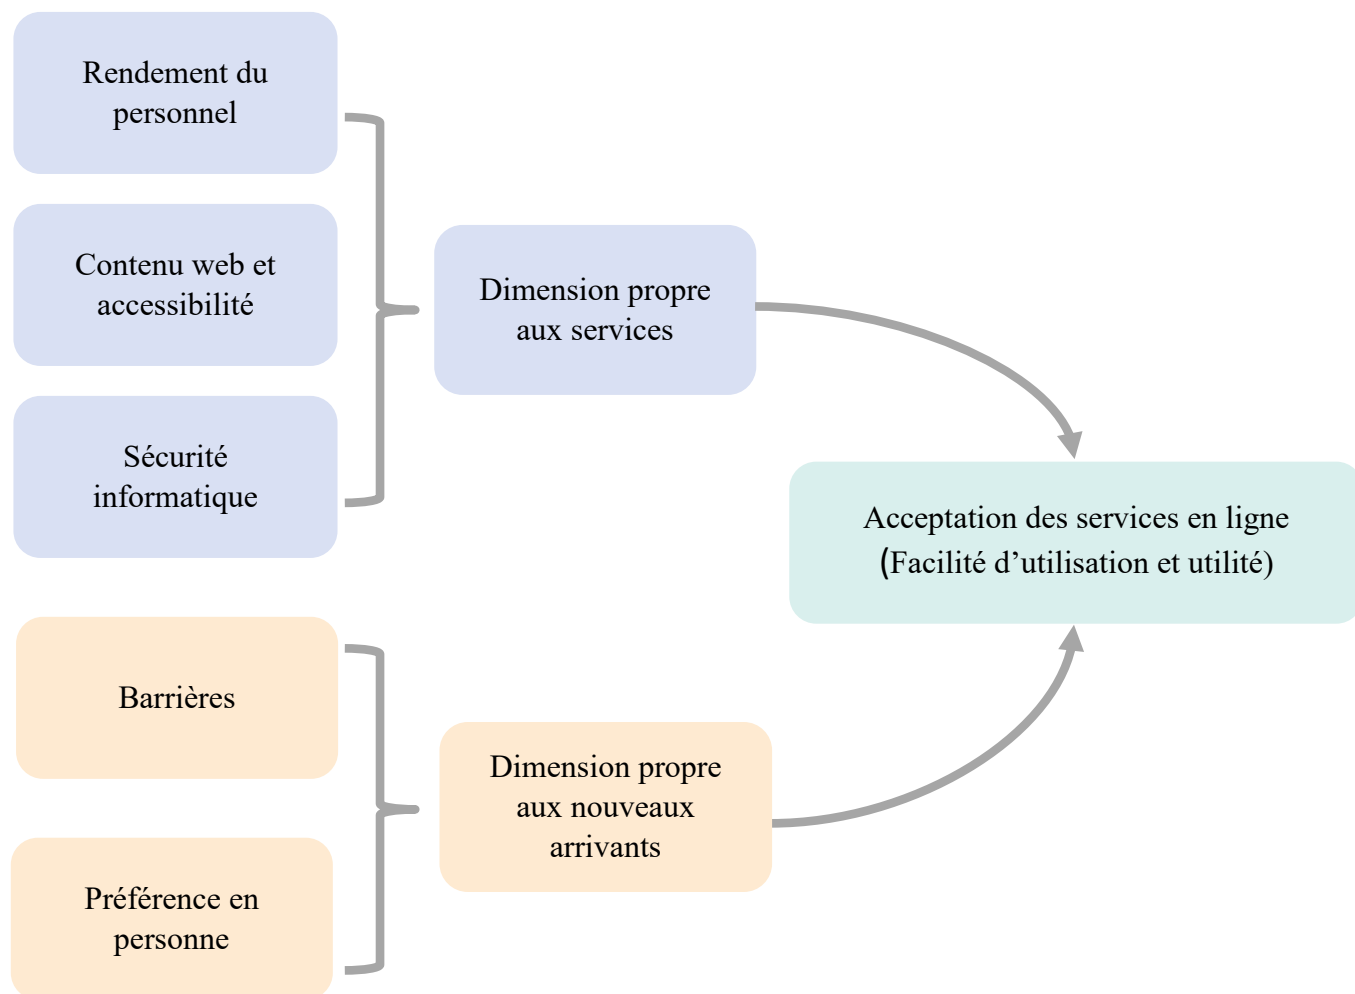 Rendement du
personnel
Contenu web et
accessibilité
Sécurité
informatique
Dimension propre
aux services
Acceptation des services en ligne
(Facilité d’utilisation et utilité)
Barrières
Préférence en
personne
Dimension propre
aux nouveaux
arrivants